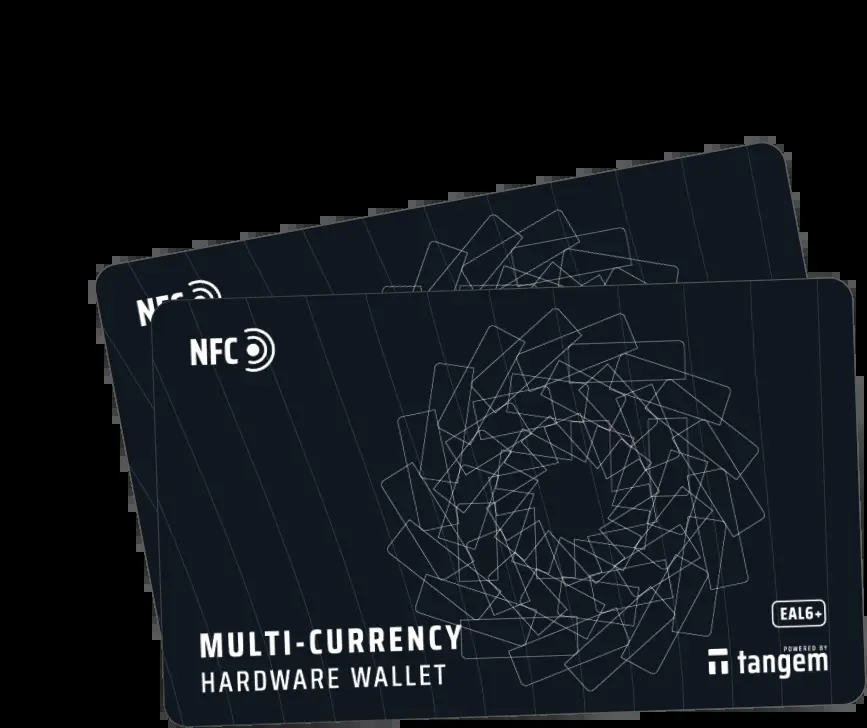 NFC
NFC
MULTI-CURRENCY
HARDWARE WALLET
EAL6+
POWERED BY
tangem